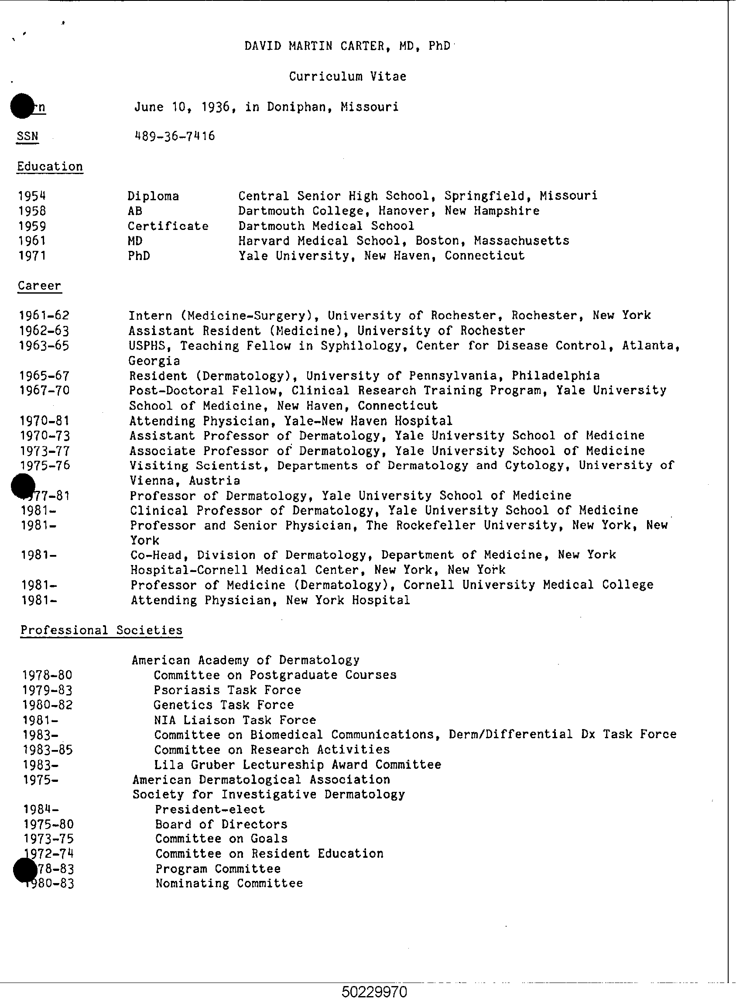 DAVID MARTIN CARTER, MD, PhD
Curriculum Vitae
rn June 10, 1936, in Doniphan, Missouri
SSN 489-36-7416
Education
1954 Diploma Central Senior High School, Springfield, Missouri
1958 AB Dartmouth College, Hanover, New Hampshire
1959 Certificate Dartmouth Medical School
1961 MD Harvard Medical School, Boston, Massachusetts
1971 PhD Yale University, New Haven, Connecticut
Career
1961-62 Intern (Medicine-Surgery), University of Rochester, Rochester, New York
1962-63 Assistant Resident (Medicine), University of Rochester
1963-65 USPHS, Teaching Fellow in Syphilology, Center for Disease Control, Atlanta,
Georgia
1965-67 Resident (Dermatology), University of Pennsylvania, Philadelphia
1967-70 Post-Doctoral Fellow, Clinical Research Training Program, Yale University
School of Medicine, New Haven, Connecticut
1970-81 Attending Physician, Yale-New Haven Hospital
1970-73 Assistant Professor of Dermatology, Yale University School of Medicine
1973-77 Associate Professor of Dermatology, Yale University School of Medicine
1975-76 Visiting Scientist, Departments of Dermatology and Cytology, University of
Vienna, Austria
77-81 Professor of Dermatology, Yale University School of Medicine
1981- Clinical Professor of Dermatology, Yale University School of Medicine
1981- Professor and Senior Physician, The Rockefeller University, New York, New
York
1981- Co-Head, Division of Dermatology, Department of Medicine, New York
Hospital-Cornell Medical Center, New York, New York
1981- Professor of Medicine (Dermatology), Cornell University Medical College
1981- Attending Physician, New York Hospital
Professional Societies
American Academy of Dermatology
1978-80 Committee on Postgraduate Courses
1979-83 Psoriasis Task Force
1980-82 Genetics Task Force
1981- NIA Liaison Task Force
1983- Committee on Biomedical Communications, Derm/Differential Dx Task Force
1983-85 Committee on Research Activities
1983- Lila Gruber Lectureship Award Committee
1975- American Dermatological Association
Society for Investigative Dermatology
1984- President-elect
1975-80 Board of Directors
1973-75 Committee on Goals
1972-74 Committee on Resident Education
78-83 Program Committee
1980-83 Nominating Committee
50229970